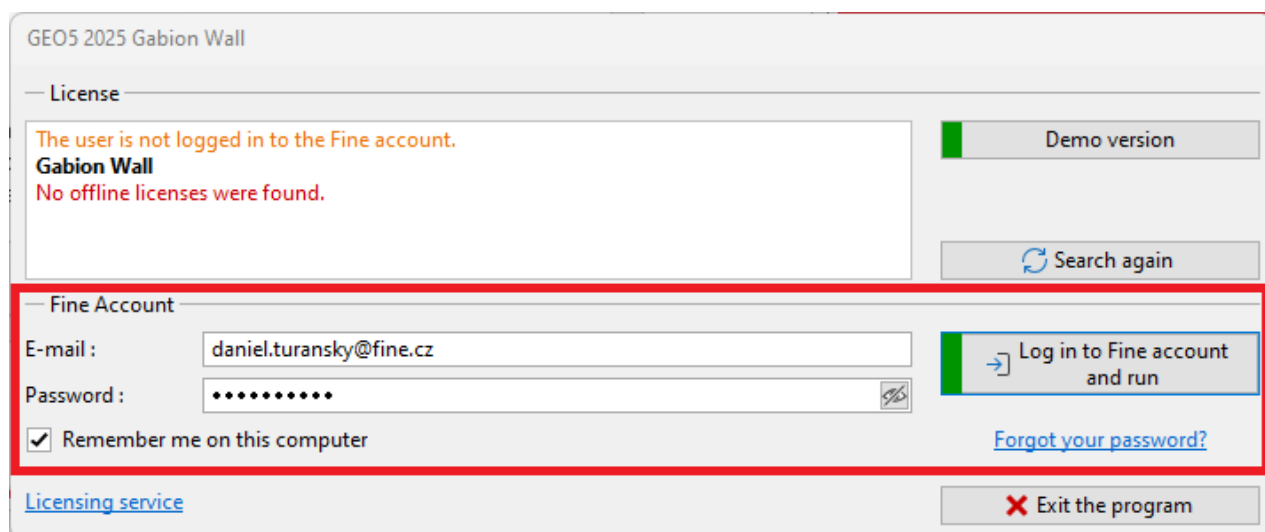 GEO5 2025 Gabion Wall
License
The user is not logged in to the Fine account.
Gabion Wall
No offline licenses were found.
Demo version
Search again
Fine Account
E-mail :
daniel.turansky@fine.cz
Password :
••••••••••
Log in to Fine account
and run
Remember me on this computer
Forgot your password?
Licensing service
Exit the program